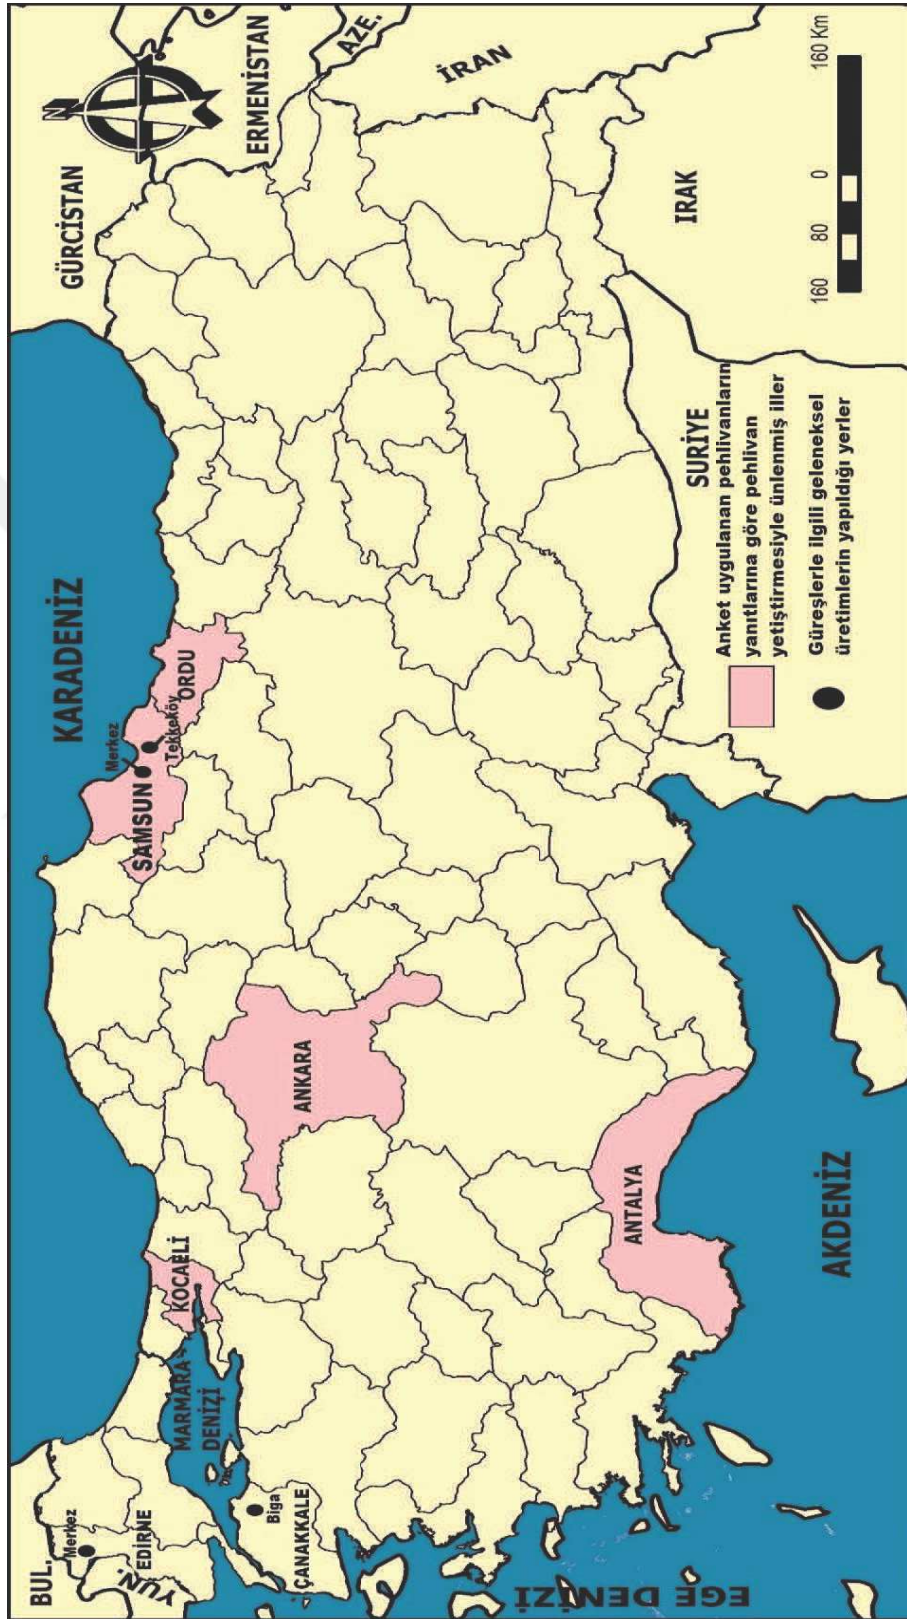 KARADENİZ
GÜRCİSTAN
N
BUL.
Merkez
YUN.
EDİRNE
MARMARA
DENİZİ
KOCAELİ
Biga
ÇANAKKALE
ANKARA
SAMSUN
Merkez
Tekkeköy
ORDU
ERMENİSTAN
AZE.
İRAN
IRAK
SURİYE
ANTALYA
AKDENİZ
EGE DENİZİ
Anket uygulanan pehlivanların
yanıtlarına göre pehlivan
yetiştirmesiyle ünlenmiş iller
Güreşlerle ilgili geleneksel
üretimlerin yapıldığı yerler
160 80 0 160 Km